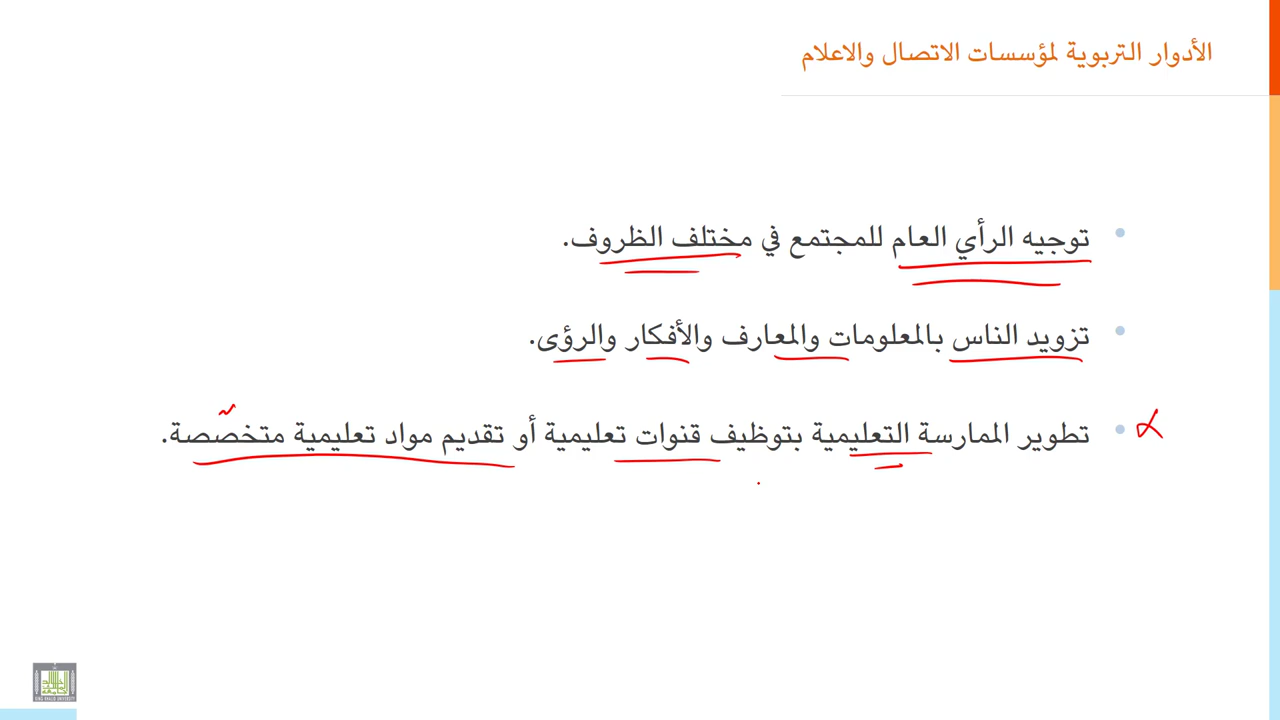 الأدوار التربوية لمؤسسات الاتصال والاعلام
توجيه الرأي العام للمجتمع في مختلف الظروف.
تزويد الناس بالمعلومات والمعارف والأفكار والرؤى.
تطوير الممارسة التعليمية بتوظيف قنوات تعليمية أو تقديم مواد تعليمية متخصصة.